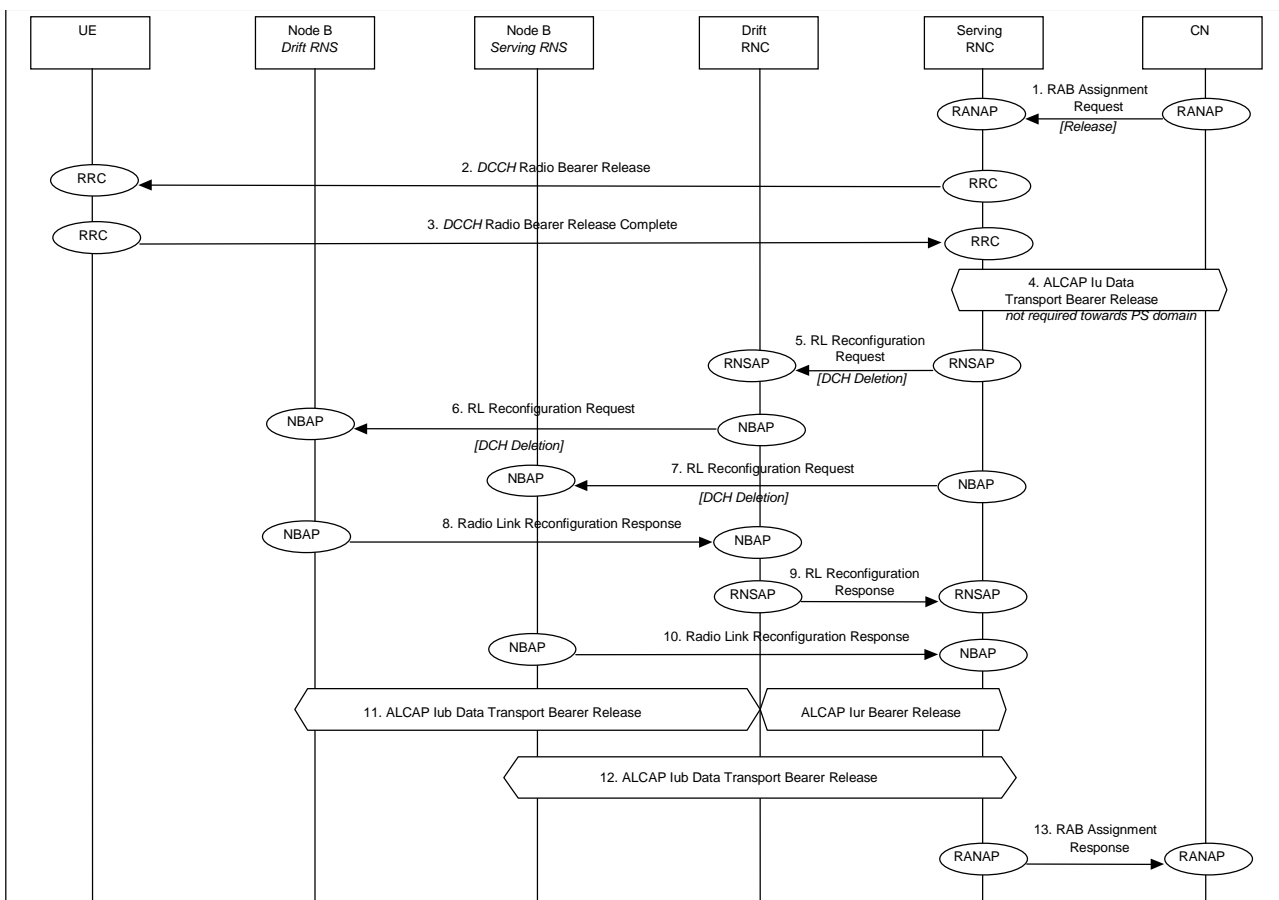 UE
Node B
Drift RNS
Node B
Serving RNS
Drift
RNC
Serving
RNC
CN
1. RAB Assignment
Request
RANAP
RANAP
[Release]
2. DCCH Radio Bearer Release
RRC
RRC
3. DCCH Radio Bearer Release Complete
RRC
RRC
4. ALCAP Iu Data
Transport Bearer Release
not required towards PS domain
5. RL Reconfiguration
Request
RNSAP
RNSAP
[DCH Deletion]
6. RL Reconfiguration Request
NBAP
NBAP
[DCH Deletion]
7. RL Reconfiguration Request
NBAP
NBAP
[DCH Deletion]
8. Radio Link Reconfiguration Response
NBAP
NBAP
9. RL Reconfiguration
Response
RNSAP
RNSAP
10. Radio Link Reconfiguration Response
NBAP
NBAP
11. ALCAP Iub Data Transport Bearer Release
ALCAP Iur Bearer Release
12. ALCAP Iub Data Transport Bearer Release
13. RAB Assignment
Response
RANAP
RANAP